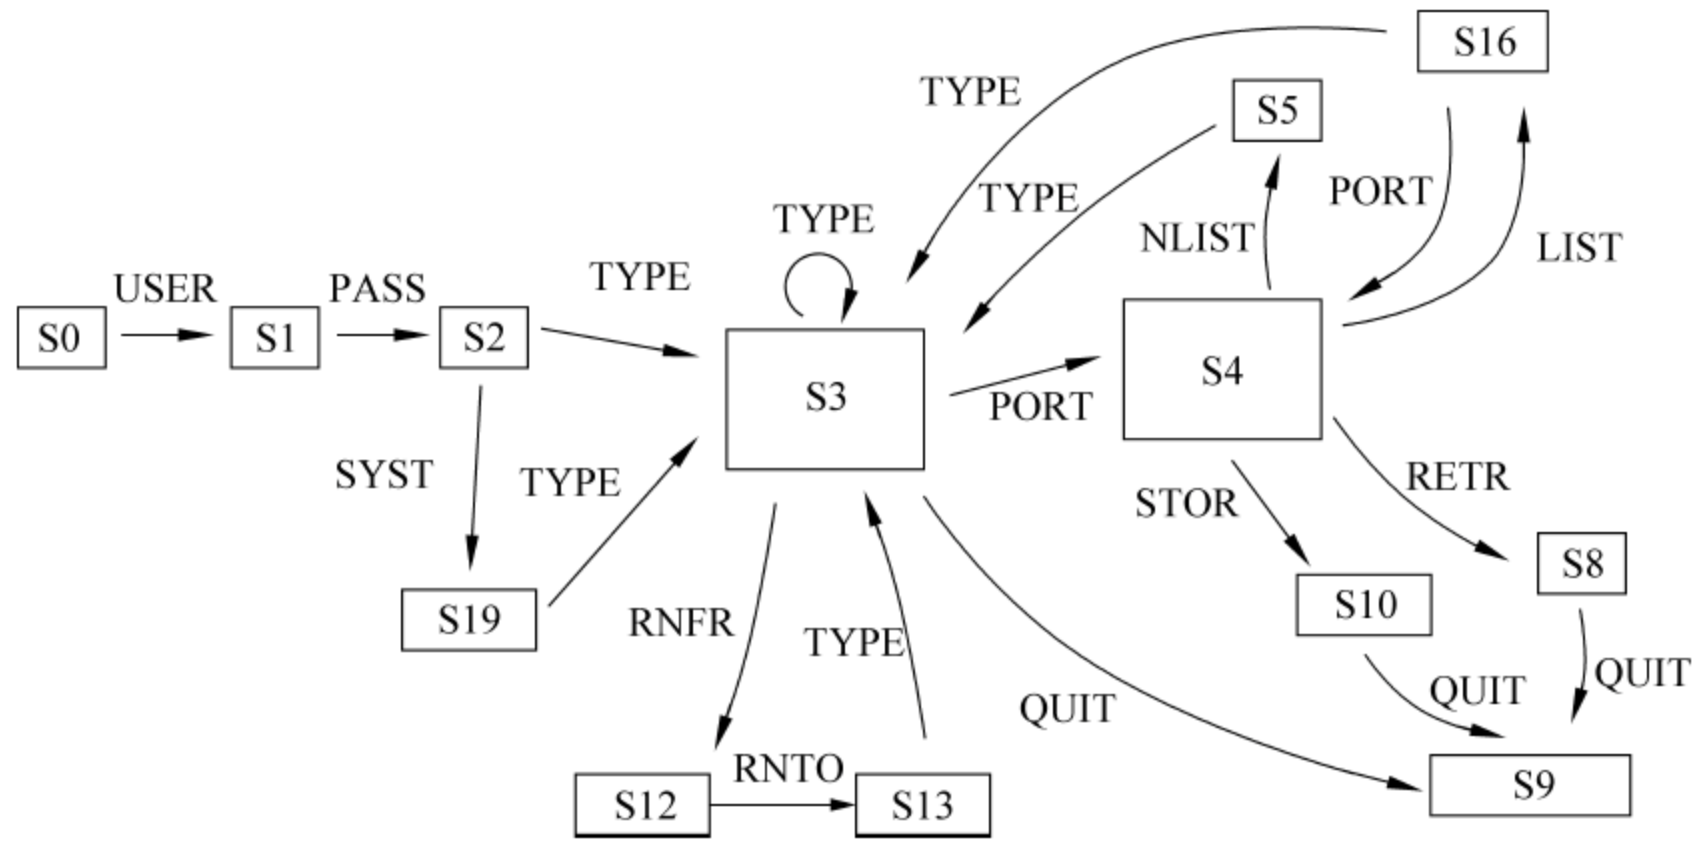 S16
TYPE
S5
TYPE
PORT
TYPE
NLIST
LIST
USER
PASS
TYPE
S0
S1
S2
S3
S4
PORT
SYST
TYPE
RETR
STOR
S8
S10
S19
RNFR
TYPE
QUIT
QUIT
QUIT
RNTO
S12
S13
S9